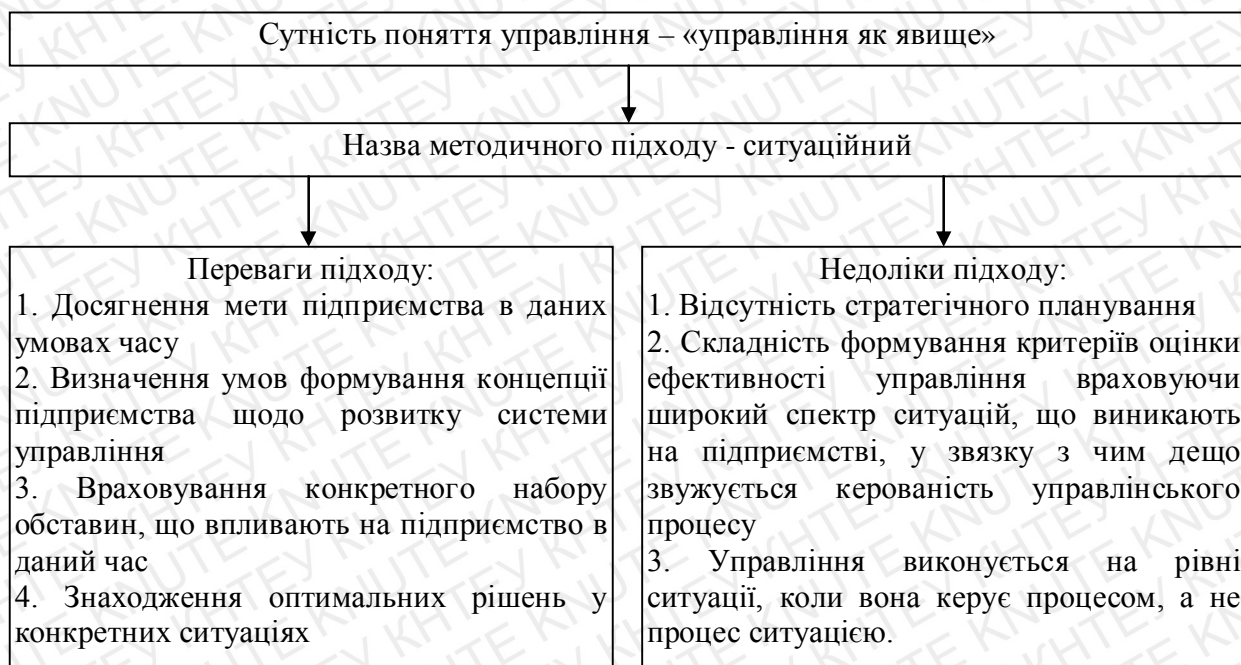 Сутність поняття управління – «управління як явище»
Назва методичного підходу - ситуаційний
Переваги підходу:
1. Досягнення мети підприємства в даних
умовах часу
2. Визначення умов формування концепції
підприємства щодо розвитку системи
управління
3. Враховування конкретного набору
обставин, що впливають на підприємство в
даний час
4. Знаходження оптимальних рішень у
конкретних ситуаціях
Недоліки підходу:
1. Відсутність стратегічного планування
2. Складність формування критеріїв оцінки
ефективності управління враховуючи
широкий спектр ситуацій, що виникають
на підприємстві, у звязку з чим дещо
звужується керованість управлінського
процесу
3. Управління виконується на рівні
ситуації, коли вона керує процесом, а не
процес ситуацією.